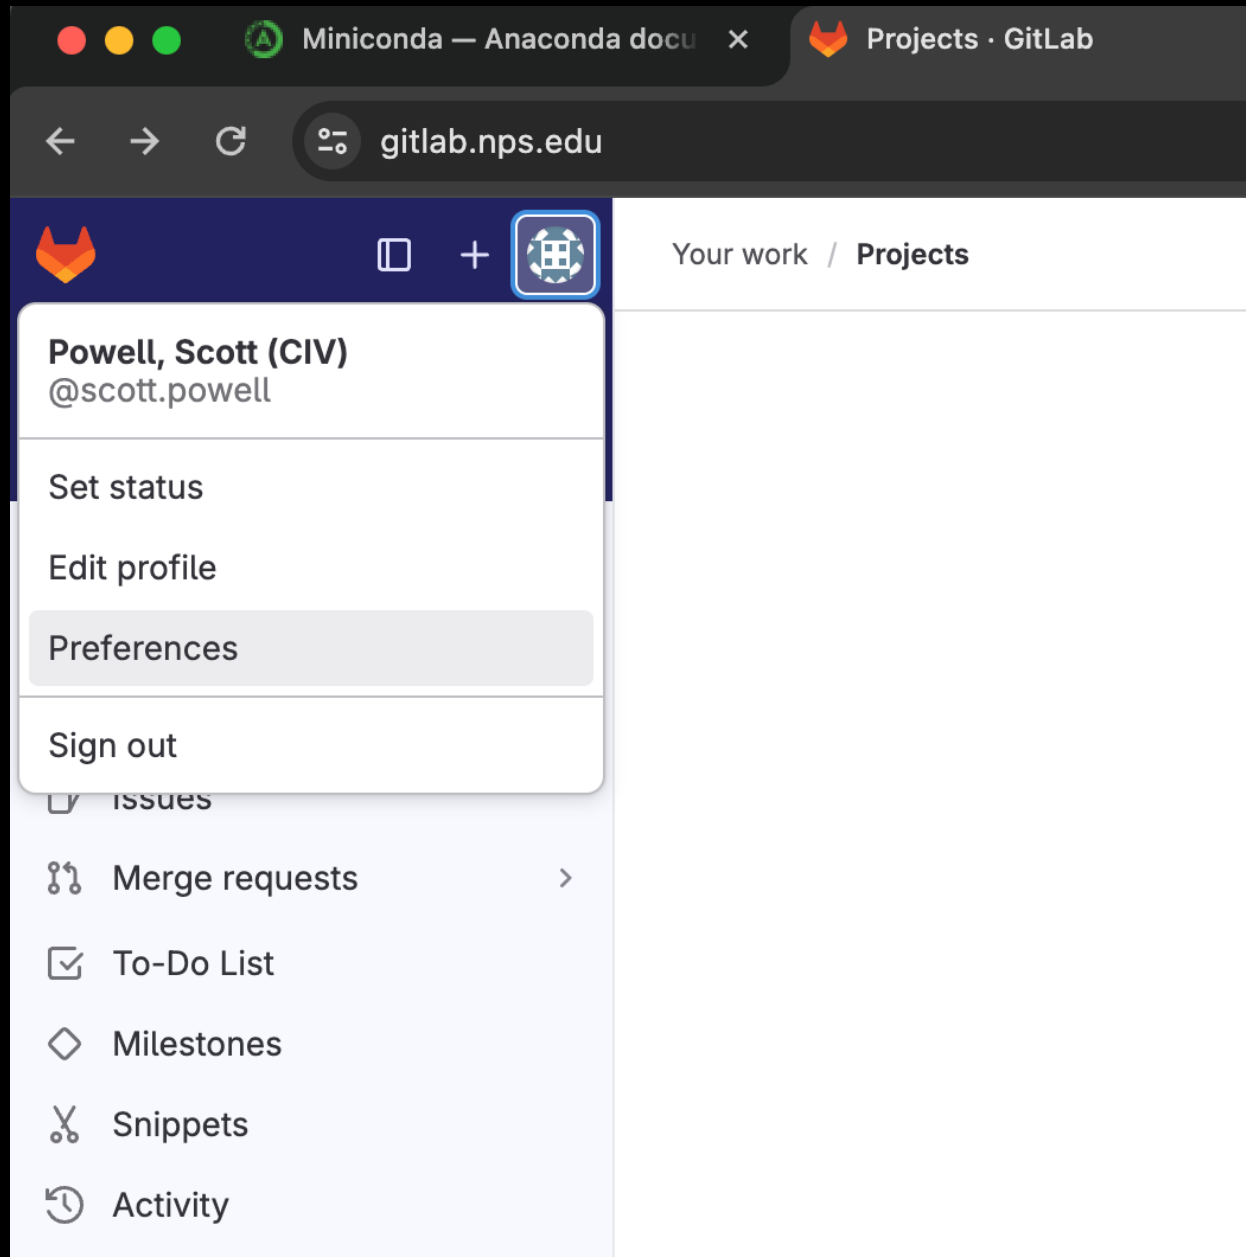 Miniconda — Anaconda docu
Projects · GitLab
gitlab.nps.edu
Your work / Projects
Powell, Scott (CIV)
@scott.powell
Set status
Edit profile
Preferences
Sign out
Issues
Merge requests
To-Do List
Milestones
Snippets
Activity